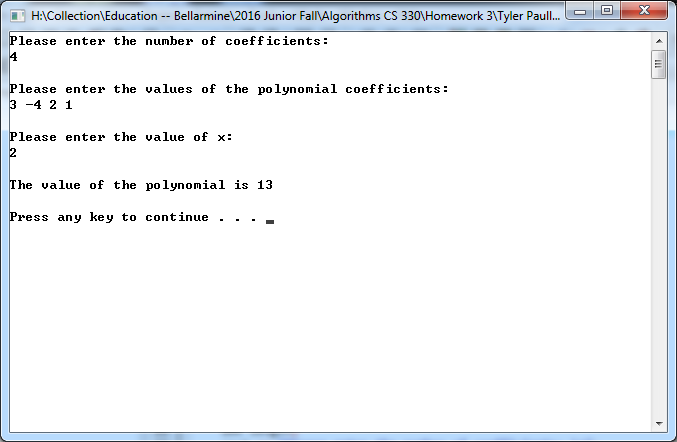 H:\Collection\Education -- Bellarmine\2016 Junior Fall\Algorithms CS 330\Homework 3\Tyler Paull...
Please enter the number of coefficients:
4
Please enter the values of the polynomial coefficients:
3 -4 2 1
Please enter the value of x:
2
The value of the polynomial is 13
Press any key to continue . . .